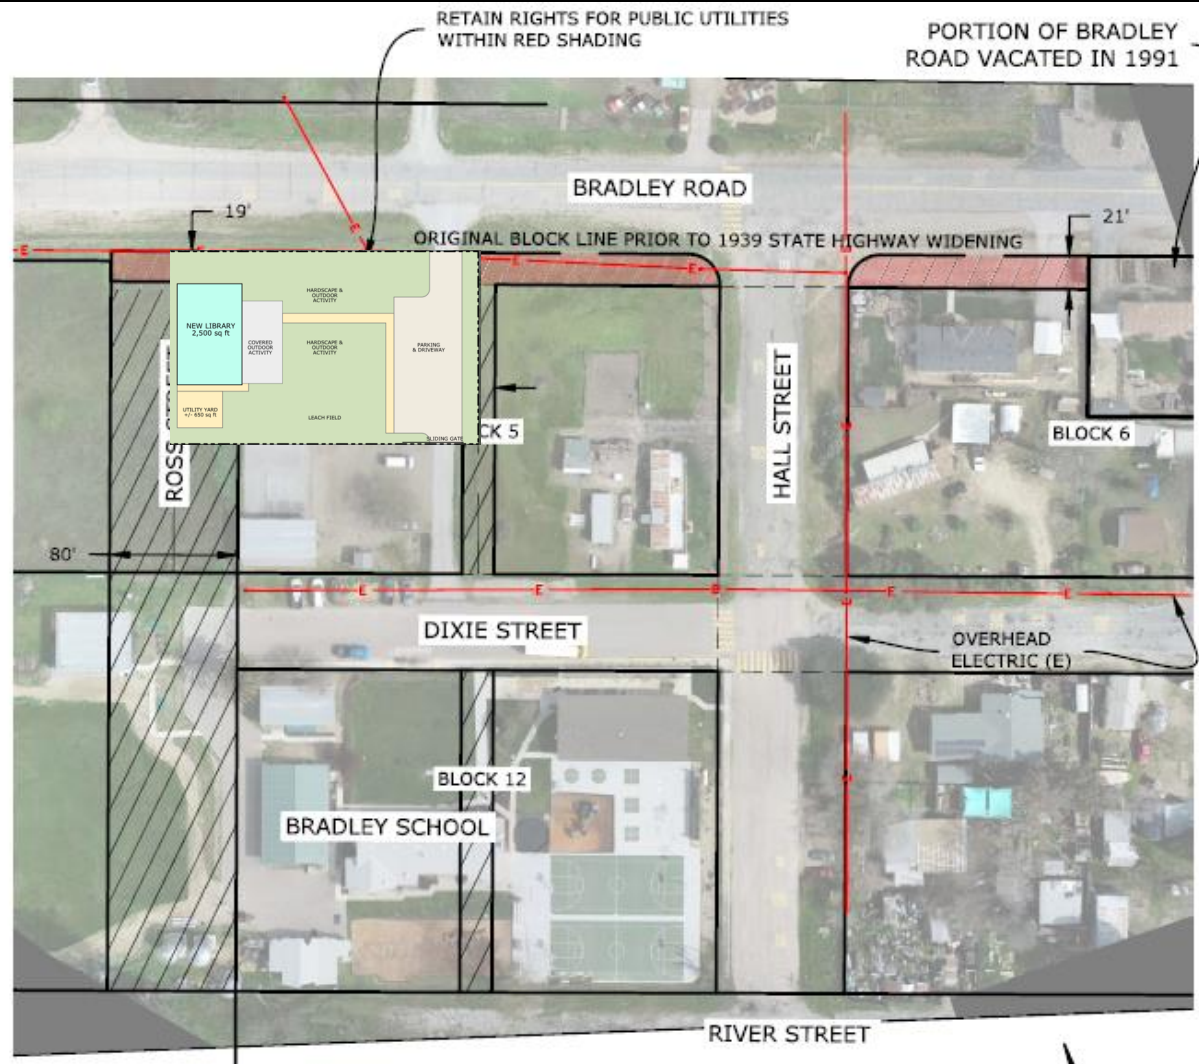 RETAIN RIGHTS FOR PUBLIC UTILITIES
WITHIN RED SHADING
PORTION OF BRADLEY
ROAD VACATED IN 1991
BRADLEY ROAD
19'
21'
ORIGINAL BLOCK LINE PRIOR TO 1939 STATE HIGHWAY WIDENING
E
E
E
E
HARDSCAPE &
OUTDOOR
ACTIVITY
NEW LIBRARY
2,500 sq ft
COVERED
OUTDOOR
ACTIVITY
HARDSCAPE &
OUTDOOR
ACTIVITY
PARKING
& DRIVEWAY
UTILITY YARD
+/- 650 sq ft
LEACH FIELD
SLIDING GATE
ROSS
CK 5
HALL STREET
BLOCK 6
80'
E
E
E
E
DIXIE STREET
OVERHEAD
ELECTRIC (E)
BLOCK 12
BRADLEY SCHOOL
RIVER STREET